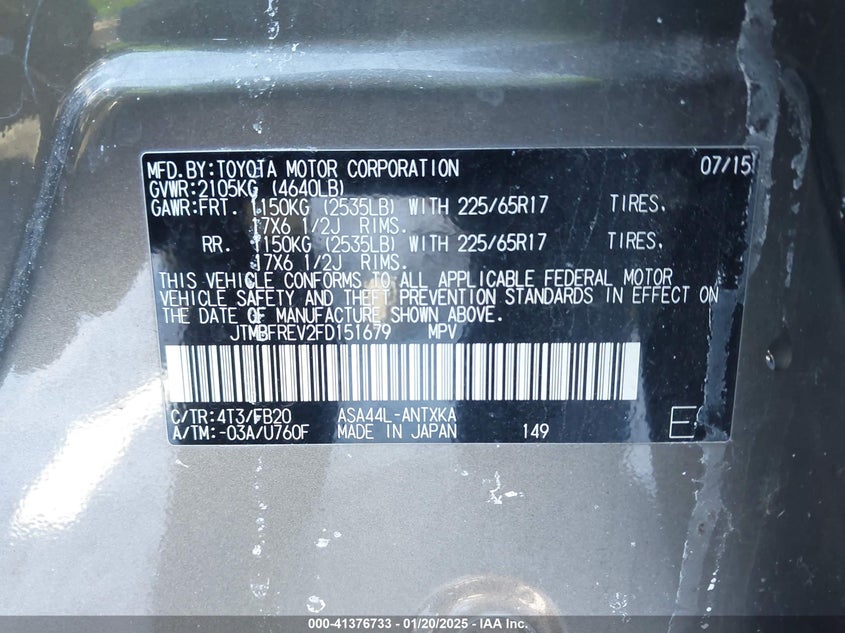 MFD.BY:TOYOTA MOTOR CORPORATION 07/15
GVWR:2105KG (4640LB)
GAWR:FRT. 1150KG (2535LB) WITH 225/65R17 TIRES,
17X6 1/2J RIMS.
RR. 1150KG (2535LB) WITH 225/65R17 TIRES,
17X6 1/2J RIMS.
THIS VEHICLE CONFORMS TO ALL APPLICABLE FEDERAL MOTOR
VEHICLE SAFETY AND THEFT PREVENTION STANDARDS IN EFFECT ON
THE DATE OF MANUFACTURE SHOWN ABOVE.
JTMBFREV2FD151679 MPV
C/TR:4T3/FB20 ASA44L-ANTXKA
A/TM:-03A/U760F MADE IN JAPAN 149 E
000-41376733 - 01/20/2025 - IAA Inc.